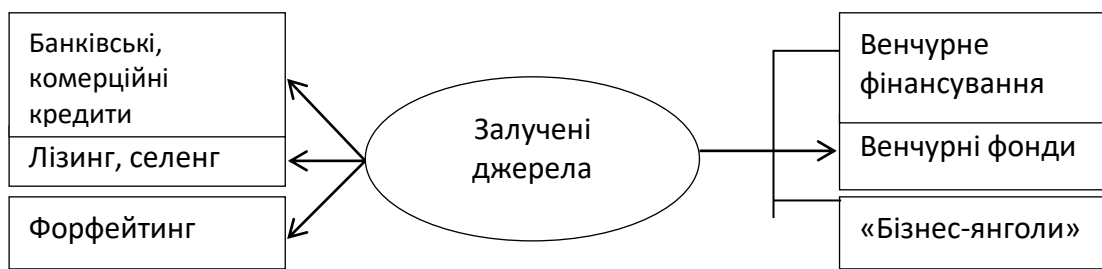 Банківські,
комерційні
кредити
Лізинг, селенг
Форфейтинг
Залучені
джерела
Венчурне
фінансування
Венчурні фонди
«Бізнес-янголи»